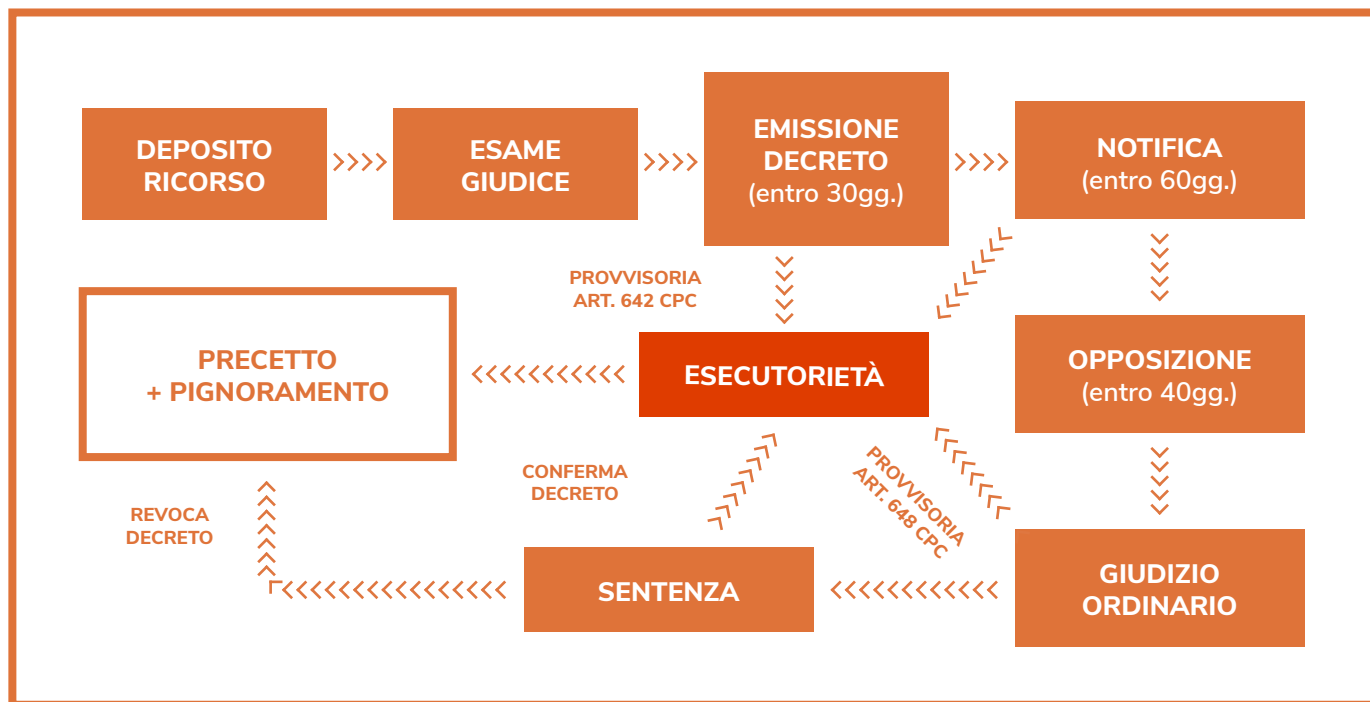 DEPOSITO
RICORSO
ESAME
GIUDICE
EMISSIONE
DECRETO
(entro 30gg.)
NOTIFICA
(entro 60gg.)
PROVVISORIA
ART. 642 CPC
PRECETTO
+ PIGNORAMENTO
ESECUTORIETÀ
OPPOSIZIONE
(entro 40gg.)
CONFERMA
DECRETO
PROVVISORIA
ART. 648 CPC
REVOCA
DECRETO
SENTENZA
GIUDIZIO
ORDINARIO